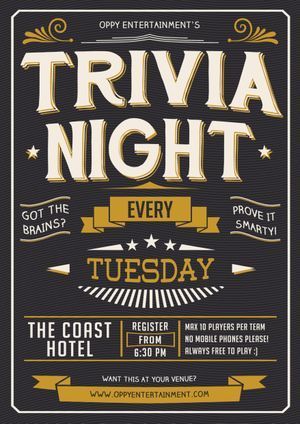 OPPY ENTERTAINMENT'S
TRIVIA
NIGHT
GOT THE
BRAINS?
EVERY
PROVE IT
SMARTY!
TUESDAY
THE COAST
HOTEL
REGISTER
FROM
6:30 PM
MAX 10 PLAYERS PER TEAM
NO MOBILE PHONES PLEASE!
ALWAYS FREE TO PLAY :)
WANT THIS AT YOUR VENUE?
WWW.OPPYENTERTAINMENT.COM